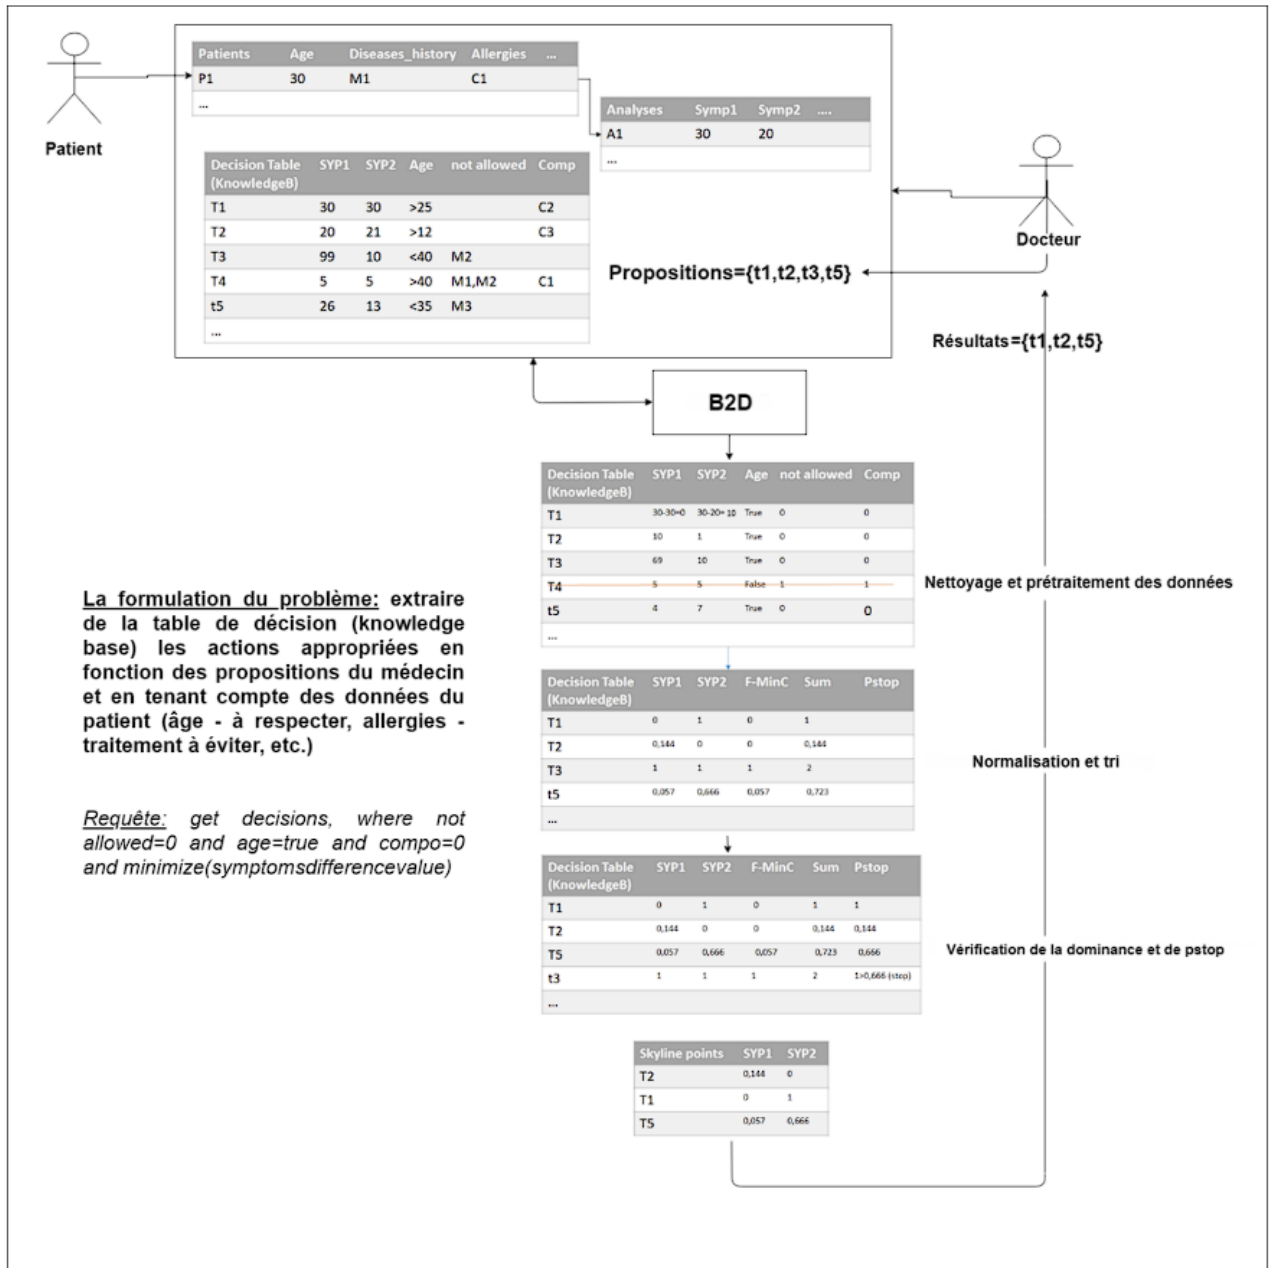 Patients Age Diseases_history Allergies ...
P1 30 M1 C1
...
Patient
Analyses Symp1 Symp2 ....
A1 30 20
...
Decision Table SYP1 SYP2 Age not allowed Comp
(KnowledgeB)
T1 30 30 >25 C2
T2 20 21 >12 C3
T3 99 10 <40 M2
T4 5 5 >40 M1,M2 C1
t5 26 13 <35 M3
...
Docteur
Propositions={t1,t2,t3,t5}
Résultats={t1,t2,t5}
B2D
Decision Table SYP1 SYP2 Age not allowed Comp
(KnowledgeB)
T1 30-30=0 30-20=10 True 0 0
T2 10 1 True 0 0
T3 69 10 True 0 0
T4 5 5 False 1 1
t5 4 7 True 0 0
...
Nettoyage et prétraitement des données
La formulation du problème: extraire
de la table de décision (knowledge
base) les actions appropriées en
fonction des propositions du médecin
et en tenant compte des données du
patient (âge - à respecter, allergies -
traitement à éviter, etc.)
Requête: get decisions, where not
allowed=0 and age=true and compo=0
and minimize(symptomsdifferencevalue)
Decision Table SYP1 SYP2 F-MinC Sum Pstop
(KnowledgeB)
T1 0 1 0 1
T2 0,144 0 0 0,144
T3 1 1 1 2
t5 0,057 0,666 0,057 0,723
...
Normalisation et tri
Decision Table SYP1 SYP2 F-MinC Sum Pstop
(KnowledgeB)
T1 0 1 0 1 1
T2 0,144 0 0 0,144 0,144
T5 0,057 0,666 0,057 0,723 0,666
t3 1 1 1 2 1>0,666 (stop)
...
Vérification de la dominance et de pstop
Skyline points SYP1 SYP2
T2 0,144 0
T1 0 1
T5 0,057 0,666